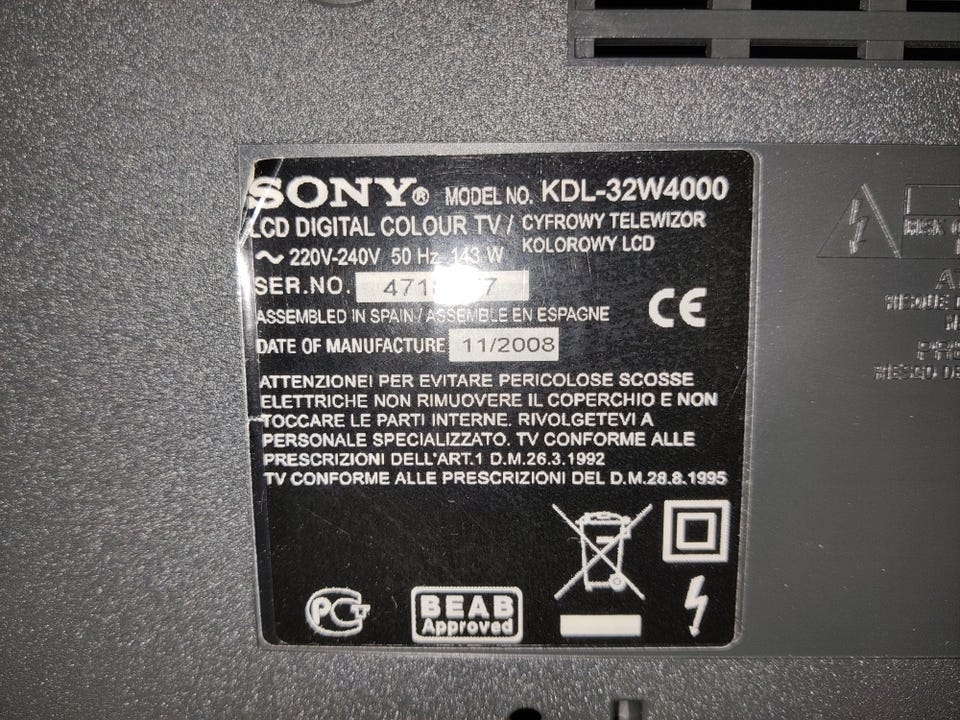 SONY® MODEL NO. KDL-32W4000
LCD DIGITAL COLOUR TV / CYFROWY TELEWIZOR
KOLOROWY LCD
~ 220V-240V 50 Hz 143 W
SER.NO.
ASSEMBLED IN SPAIN / ASSEMBLE EN ESPAGNE
CE
DATE OF MANUFACTURE 11/2008
ATTENZIONE! PER EVITARE PERICOLOSE SCOSSE
ELETTRICHE NON RIMUOVERE IL COPERCHIO E NON
TOCCARE LE PARTI INTERNE. RIVOLGETEVI A
PERSONALE SPECIALIZZATO. TV CONFORME ALLE
PRESCRIZIONI DELL'ART.1 D.M.26.3.1992
TV CONFORME ALLE PRESCRIZIONI DEL D.M.28.8.1995
BEAB
Approved
RISK
RISQUE